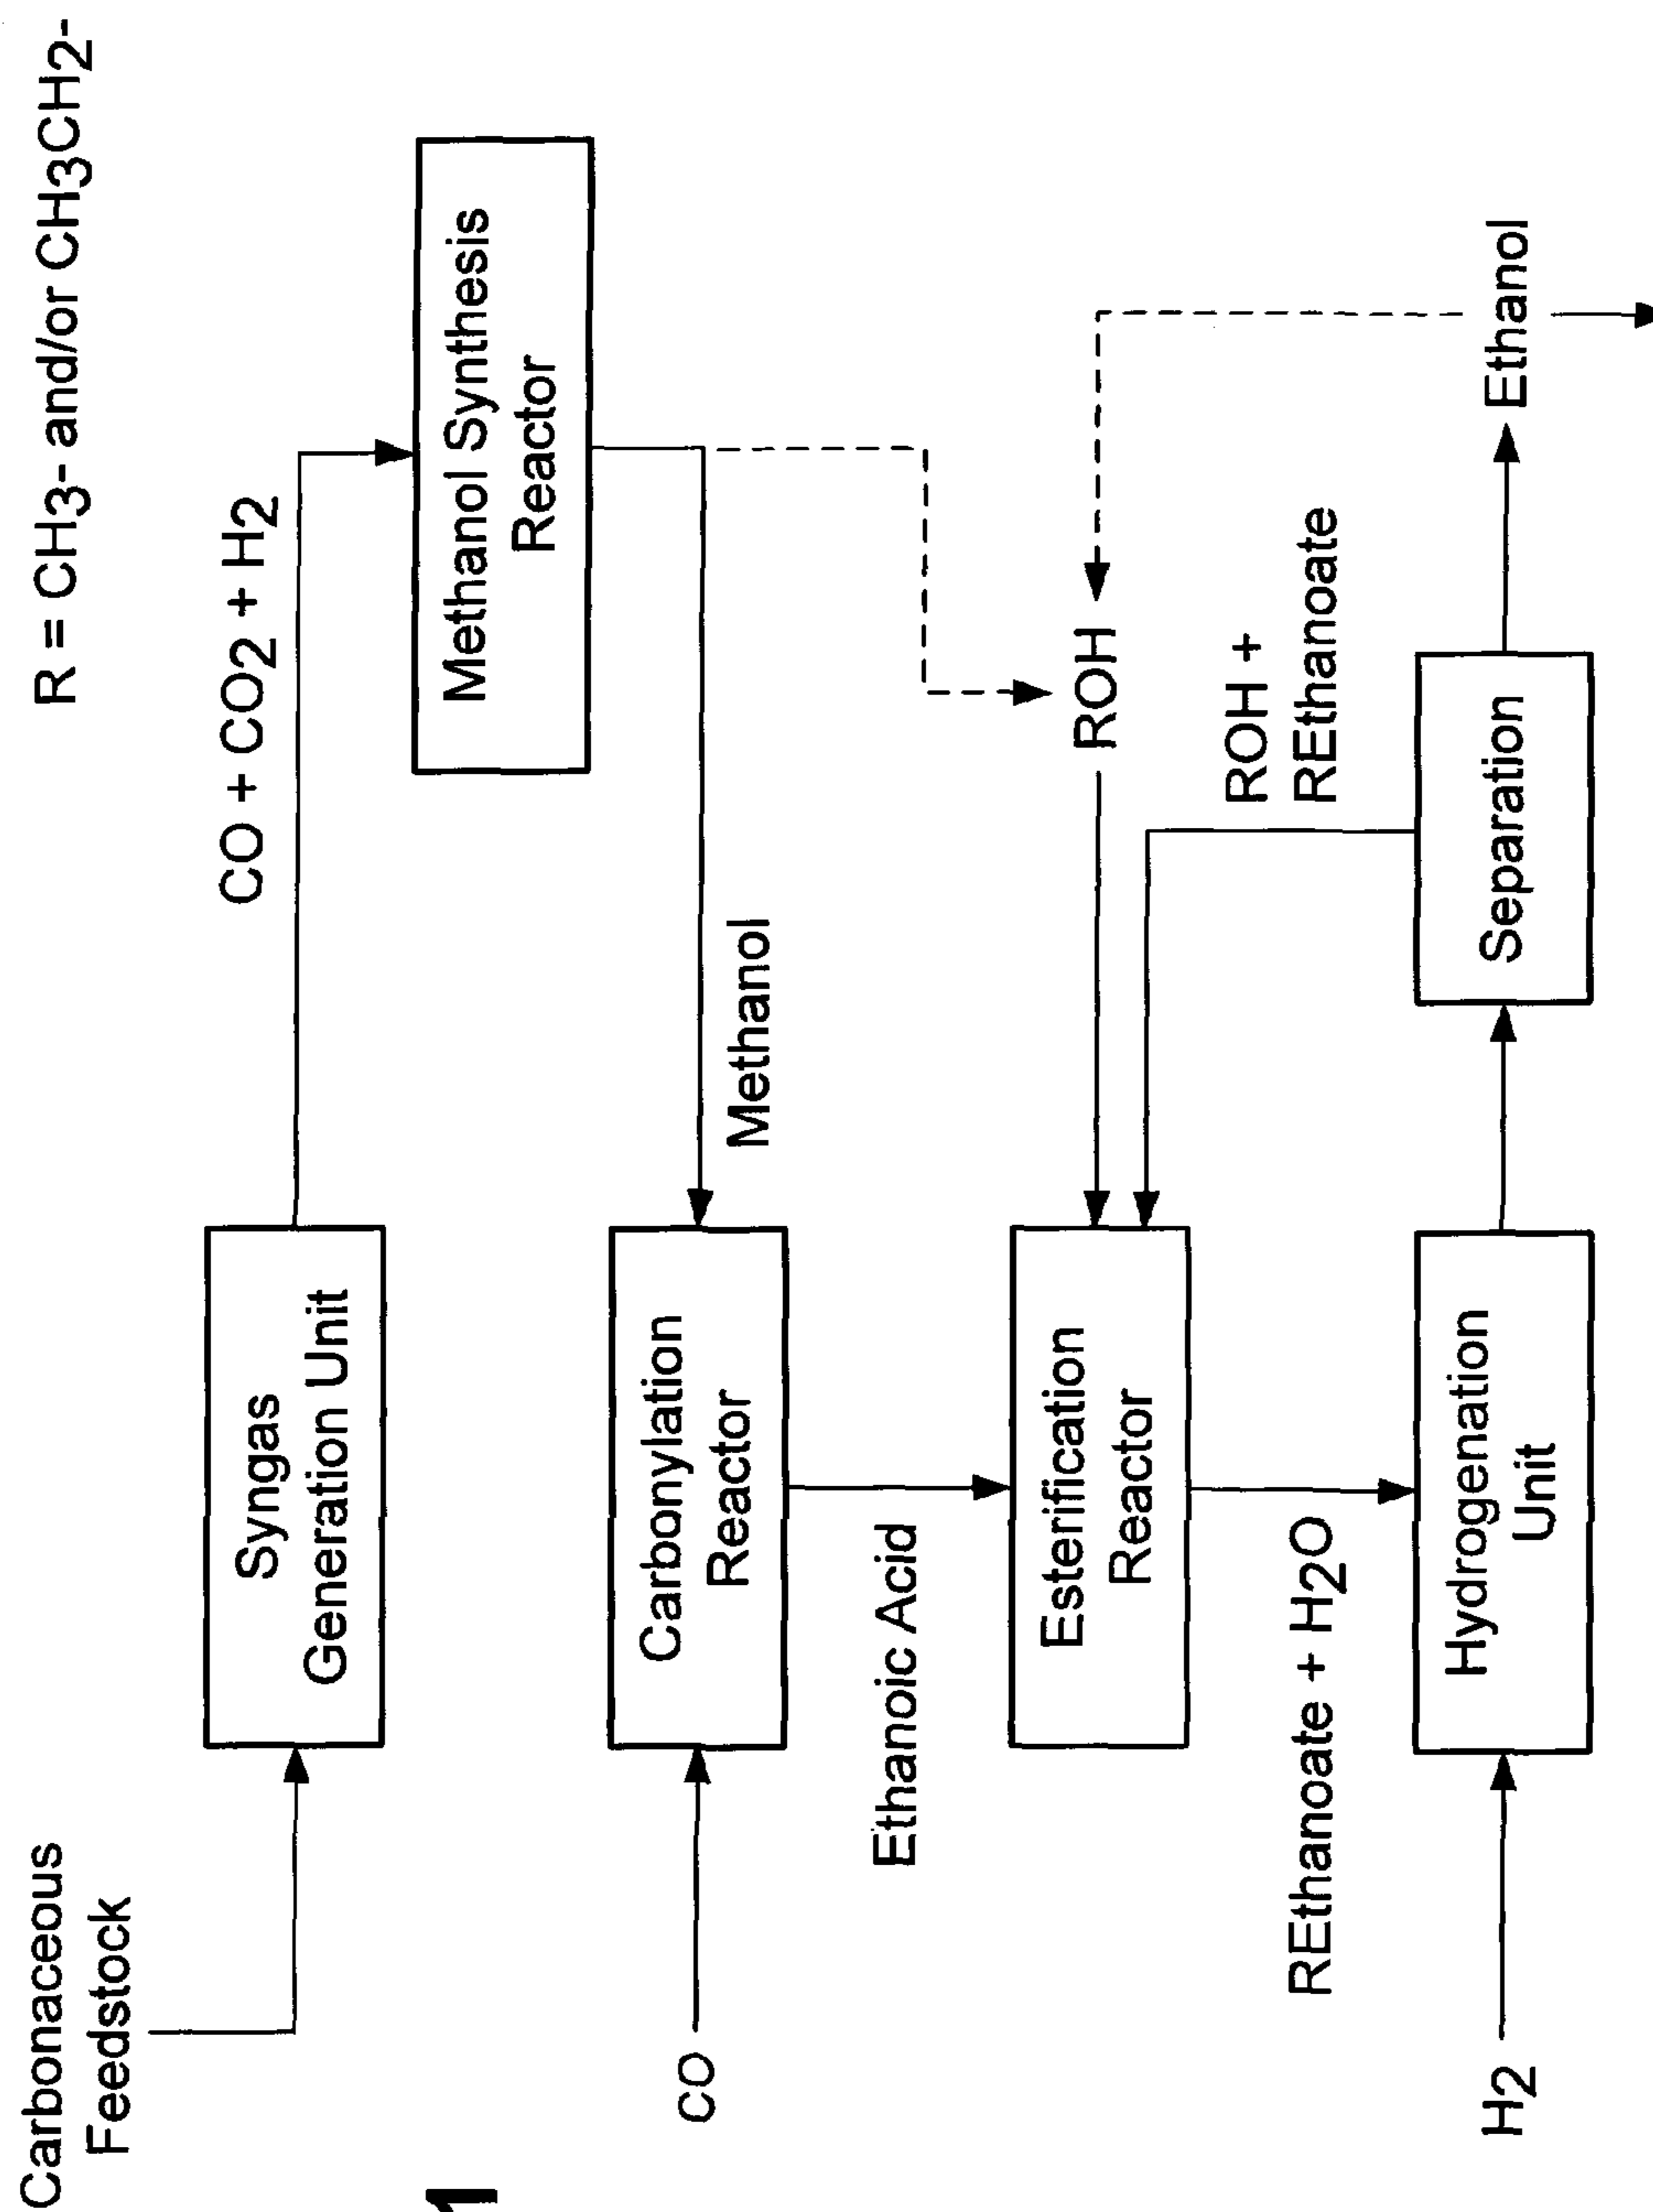 R = CH3- and/or CH3CH2-
Carbonaceous
Feedstock
CO + CO2 + H2
Syngas
Generation Unit
Methanol Synthesis
Reactor
CO
Carbonylation
Reactor
Methanol
Ethanoic Acid
ROH
Esterification
Reactor
ROH +
REthanoate
REthanoate + H2O
H2
Hydrogenation
Unit
Separation
Ethanol
1